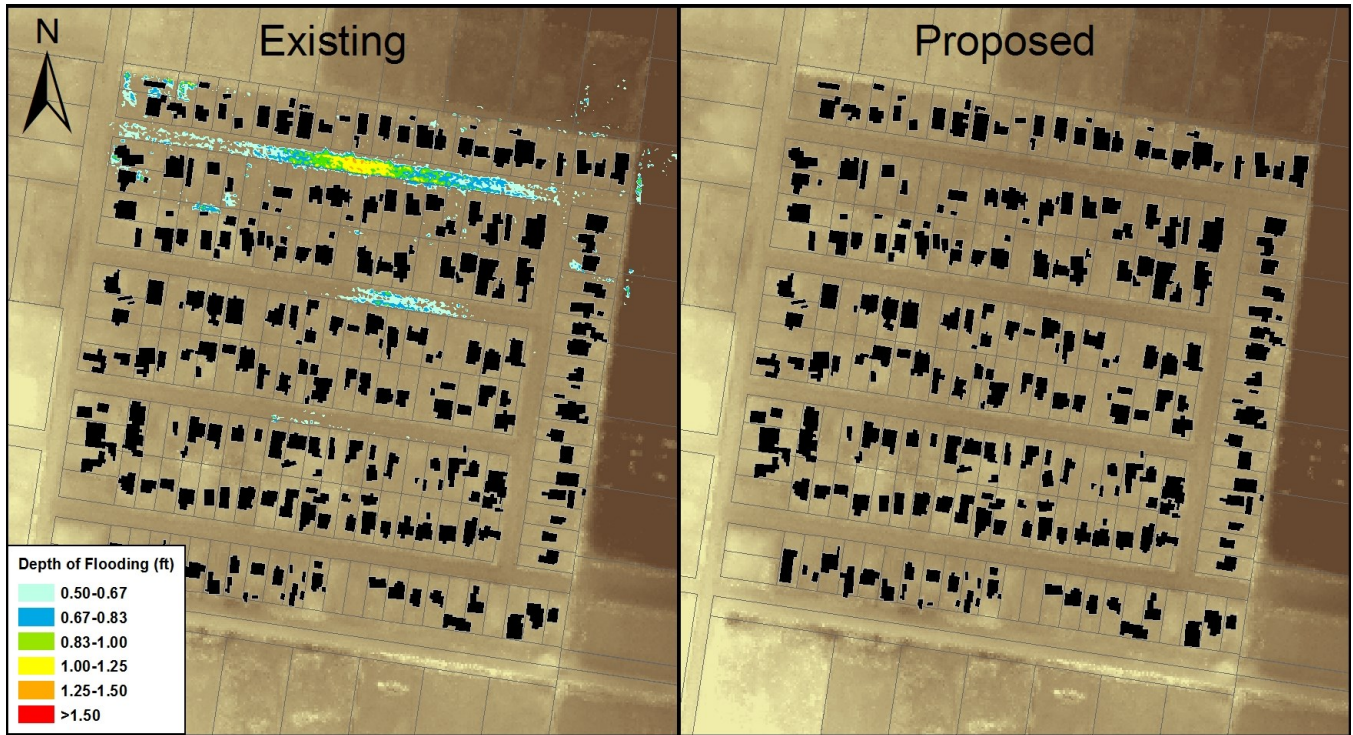 Existing
Proposed
N
Depth of Flooding (ft)
0.50-0.67
0.67-0.83
0.83-1.00
1.00-1.25
1.25-1.50
>1.50